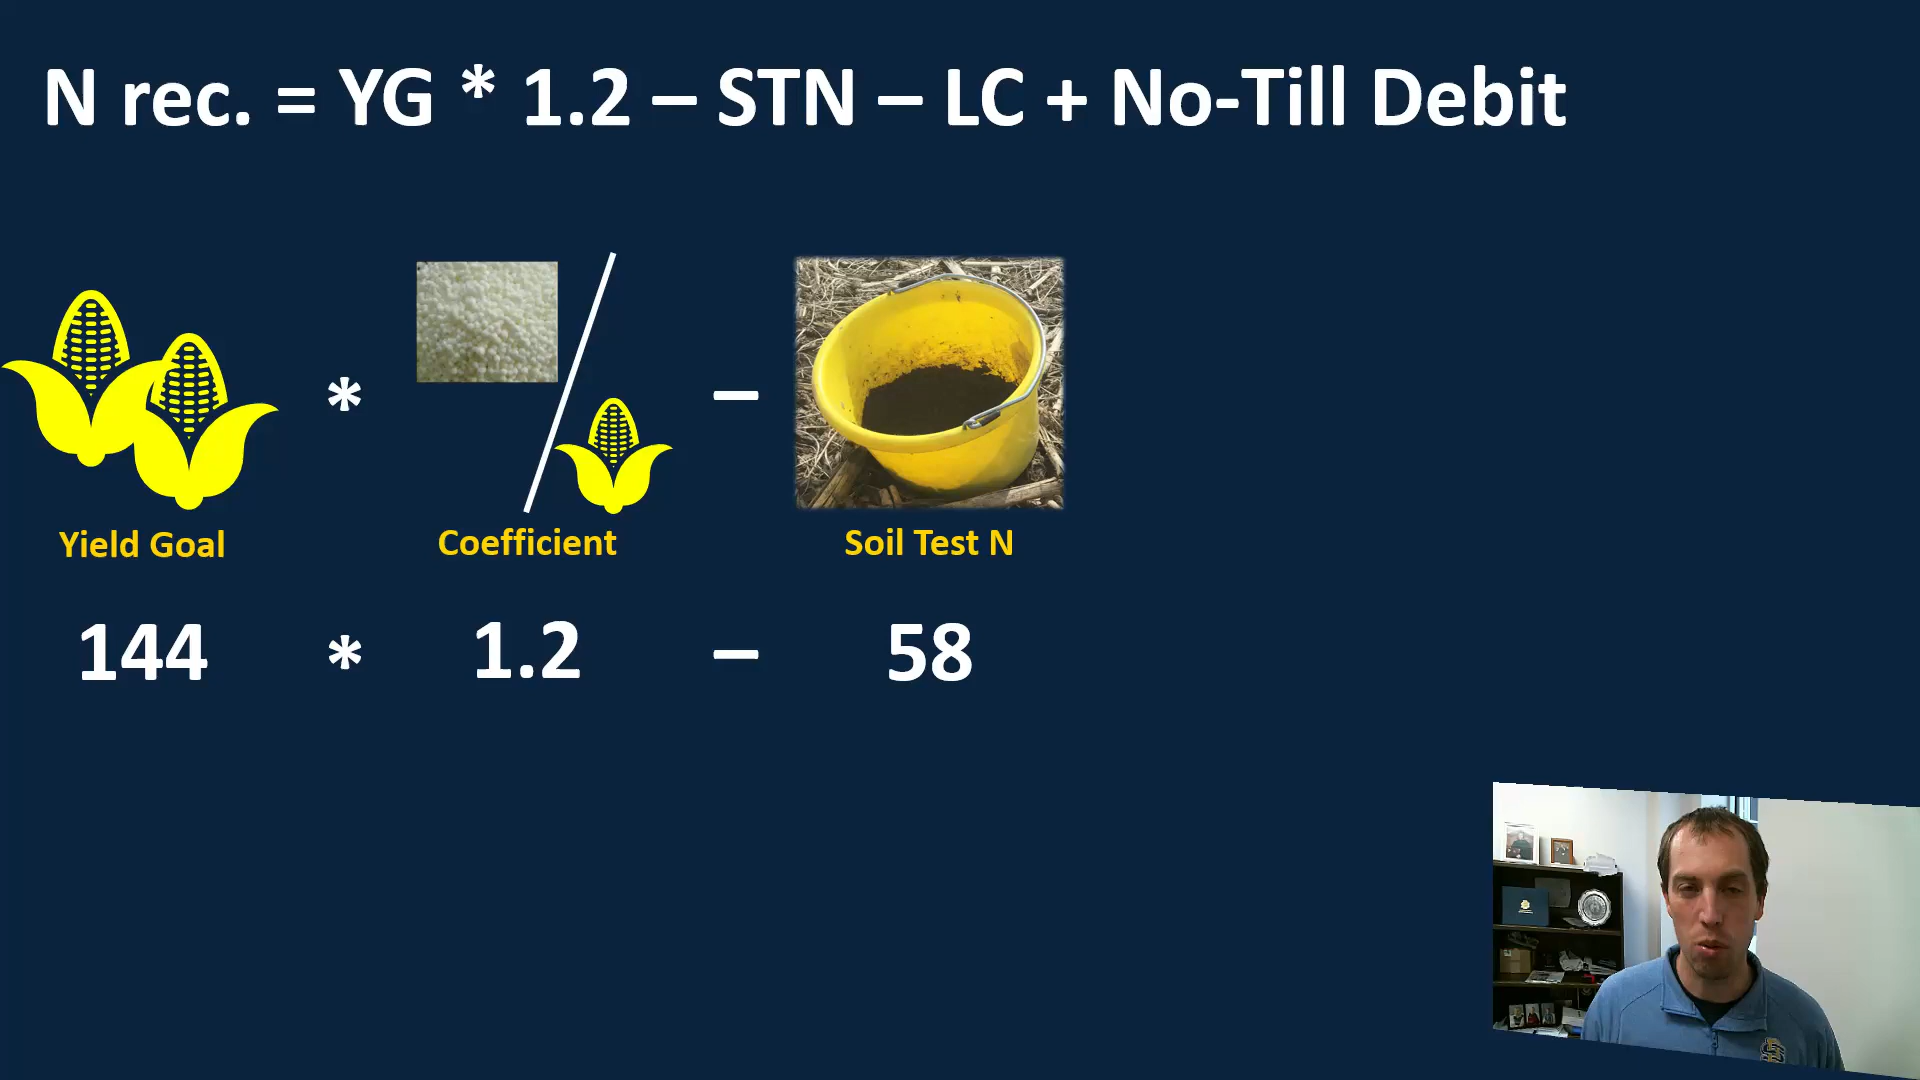 N rec. = YG * 1.2 – STN – LC + No-Till Debit
* –
Yield Goal Coefficient Soil Test N
144 * 1.2 – 58